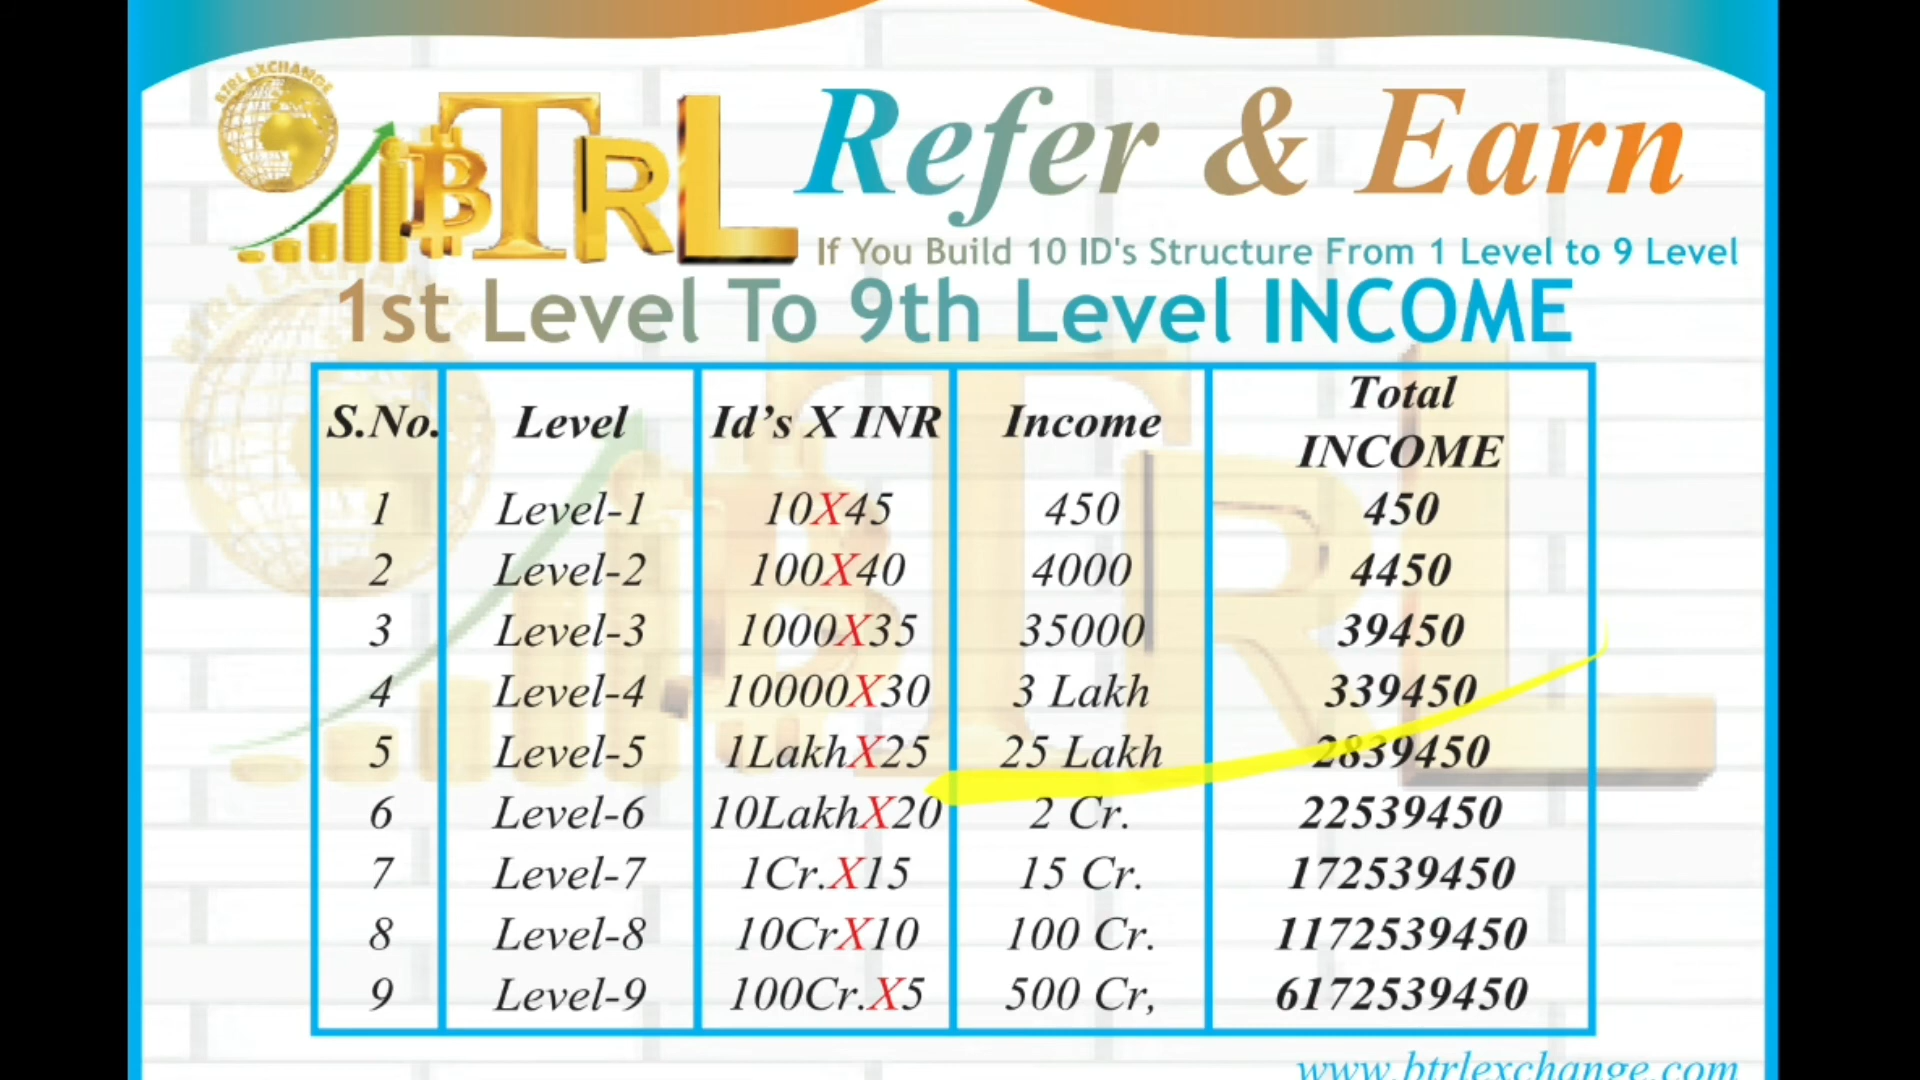 BTRL EXCHANGE
BTRL
Refer & Earn
If You Build 10 ID's Structure From 1 Level to 9 Level
1st Level To 9th Level INCOME
S.No. Level Id's X INR Income Total INCOME
1 Level-1 10X45 450 450
2 Level-2 100X40 4000 4450
3 Level-3 1000X35 35000 39450
4 Level-4 10000X30 3 Lakh 339450
5 Level-5 1LakhX25 25 Lakh 2839450
6 Level-6 10LakhX20 2 Cr. 22539450
7 Level-7 1Cr.X15 15 Cr. 172539450
8 Level-8 10CrX10 100 Cr. 1172539450
9 Level-9 100Cr.X5 500 Cr, 6172539450
www.btrlexchange.com